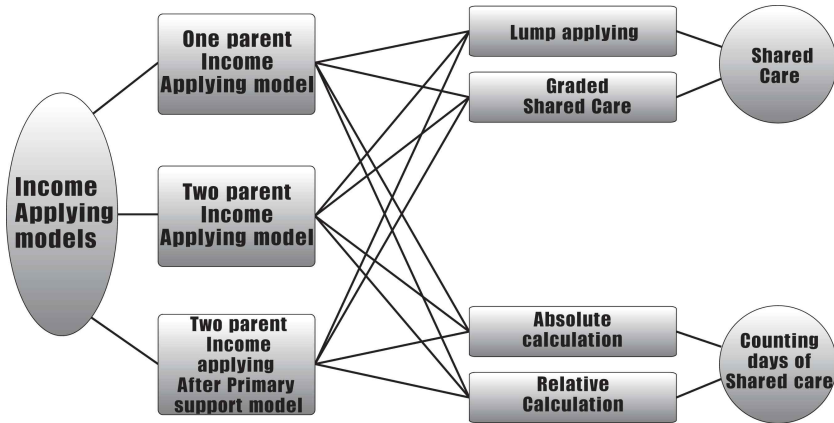 Income
Applying
models
One parent
Income
Applying model
Two parent
Income
Applying model
Two parent
Income
applying
After Primary
support model
Lump applying
Graded
Shared Care
Absolute
calculation
Relative
Calculation
Shared
Care
Counting
days of
Shared care